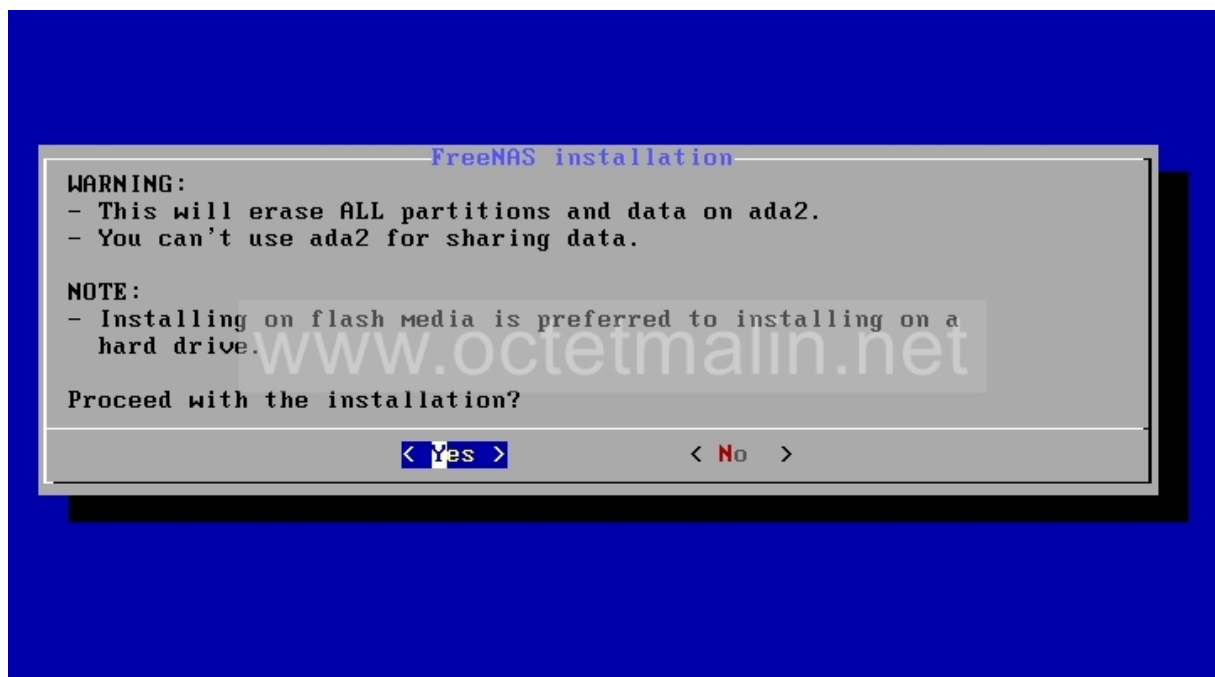 FreeNAS installation
WARNING:
- This will erase ALL partitions and data on ada2.
- You can't use ada2 for sharing data.
NOTE:
- Installing on flash media is preferred to installing on a
hard drive.
www.octetmalin.net
Proceed with the installation?
< Yes > < No >